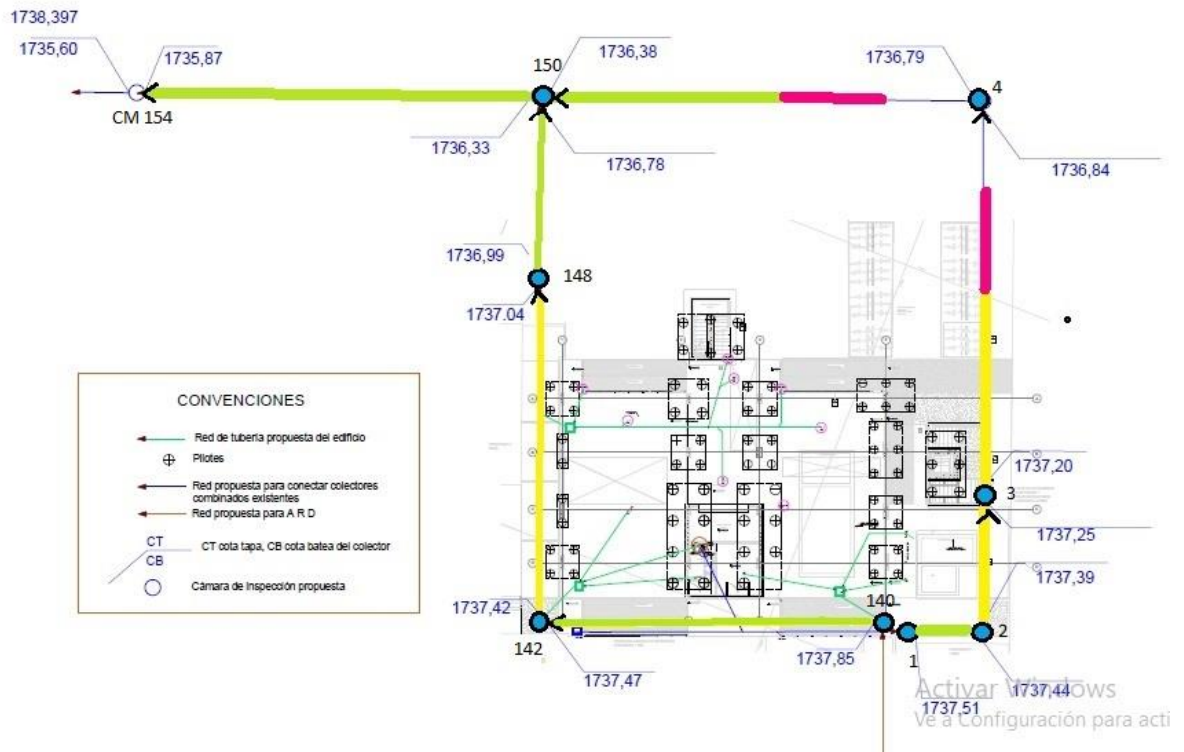 1738,397
1735,60
1735,87
CM 154
150
1736,38
1736,33
1736,78
1736,79
4
1736,84
1736,99
148
1737.04
CONVENCIONES
Red de tubería propuesta del edificio
Pilotes
Red propuesta para conectar colectores
combinados existentes
Red propuesta para A R D
CT
CB
CT cota tapa, CB cota batea del colector
Cámara de Inspección propuesta
1737,20
3
1737,25
1737,39
1737,42
142
1737,47
140
1737,85
1
2
1737,51
1737,44
Activar Windows
Ve a Configuración para acti